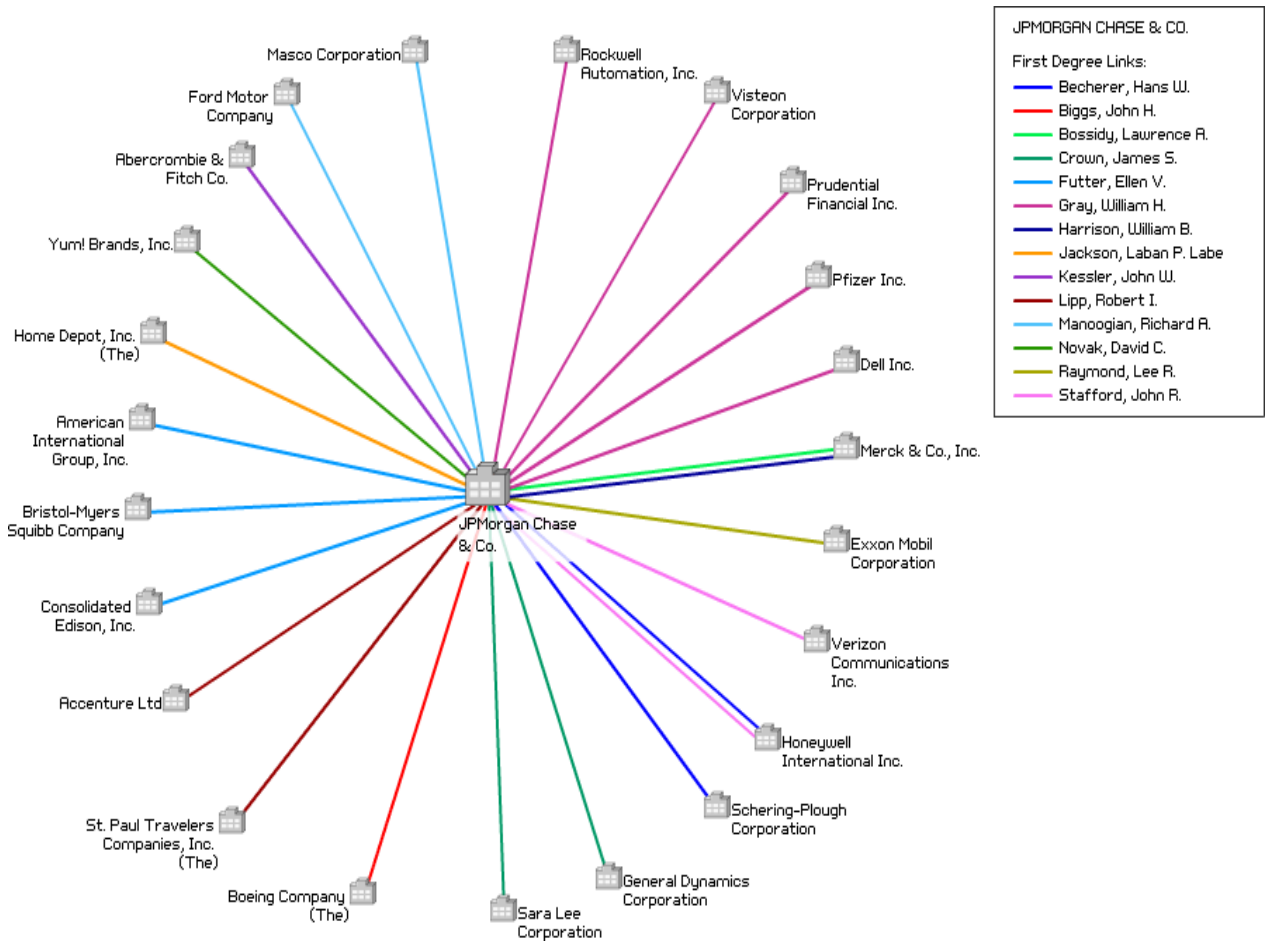 JPMORGAN CHASE & CO.
First Degree Links:
Becherer, Hans W.
Biggs, John H.
Bossidy, Lawrence A.
Crown, James S.
Futter, Ellen V.
Gray, William H.
Harrison, William B.
Jackson, Laban P. Labe
Kessler, John W.
Lipp, Robert I.
Manoogian, Richard A.
Novak, David C.
Raymond, Lee R.
Stafford, John R.
Masco Corporation
Rockwell
Automation, Inc.
Ford Motor
Company
Visteon
Corporation
Abercrombie &
Fitch Co.
Prudential
Financial Inc.
Yum! Brands, Inc.
Pfizer Inc.
Home Depot, Inc.
(The)
Dell Inc.
American
International
Group, Inc.
Merck & Co., Inc.
Bristol-Myers
Squibb Company
JPMorgan Chase
& Co.
Exxon Mobil
Corporation
Consolidated
Edison, Inc.
Verizon
Communications
Inc.
Accenture Ltd
Honeywell
International Inc.
St. Paul Travelers
Companies, Inc.
(The)
Schering-Plough
Corporation
Boeing Company
(The)
General Dynamics
Corporation
Sara Lee
Corporation